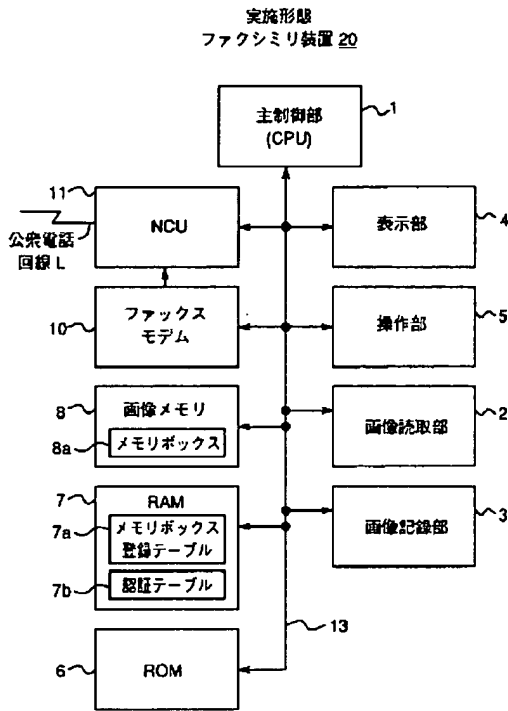 実施形態
ファクシミリ装置 20
主制御部
(CPU)
1
11
NCU
公衆電話
回線 L
表示部
4
10
ファックス
モデム
操作部
5
8
画像メモリ
8a
メモリボックス
画像読取部
2
7
RAM
7a
メモリボックス
登録テーブル
7b
認証テーブル
画像記録部
3
13
6
ROM